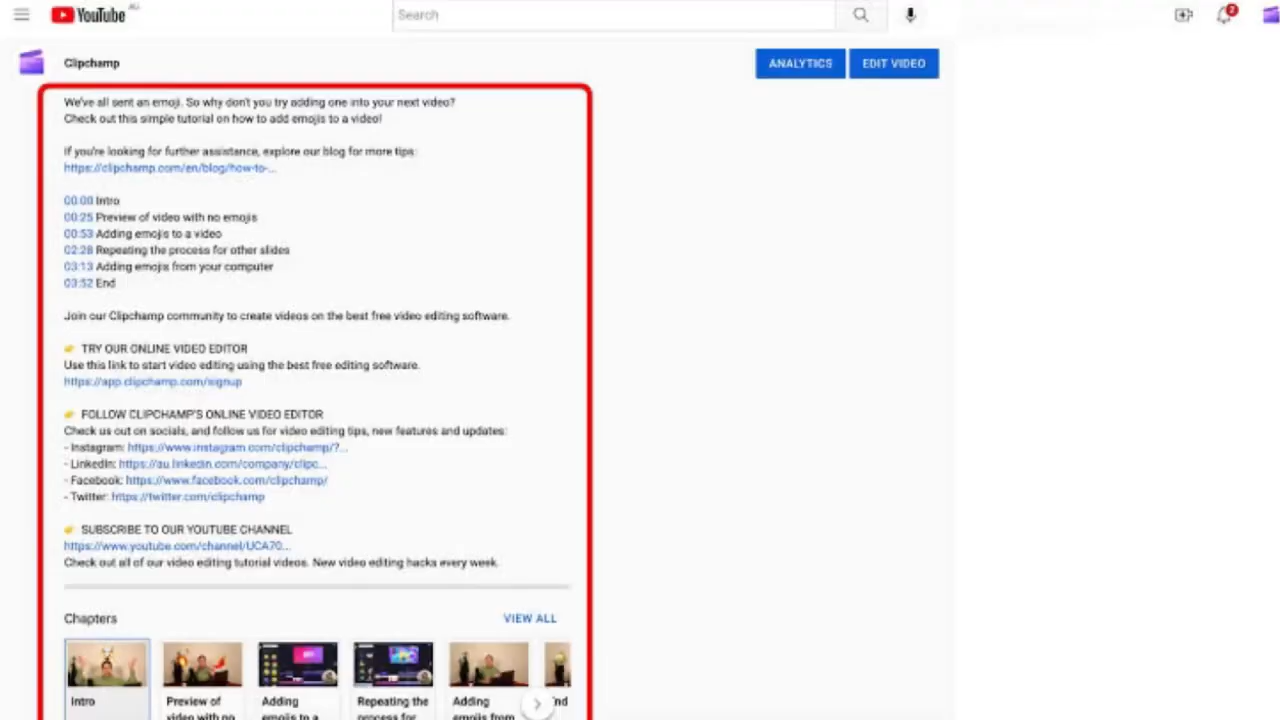 YouTube AU
Search
2
Clipchamp
ANALYTICS
EDIT VIDEO
We've all sent an emoji. So why don't you try adding one into your next video?
Check out this simple tutorial on how to add emojis to a video!
If you're looking for further assistance, explore our blog for more tips:
https://clipchamp.com/en/blog/how-to-...
00:00 Intro
00:25 Preview of video with no emojis
00:53 Adding emojis to a video
02:28 Repeating the process for other slides
03:13 Adding emojis from your computer
03:52 End
Join our Clipchamp community to create videos on the best free video editing software.
👉 TRY OUR ONLINE VIDEO EDITOR
Use this link to start video editing using the best free editing software.
https://app.clipchamp.com/signup
👉 FOLLOW CLIPCHAMP'S ONLINE VIDEO EDITOR
Check us out on socials, and follow us for video editing tips, new features and updates:
- Instagram: https://www.instagram.com/clipchamp/?...
- LinkedIn: https://au.linkedin.com/company/clipc...
- Facebook: https://www.facebook.com/clipchamp/
- Twitter: https://twitter.com/clipchamp
👉 SUBSCRIBE TO OUR YOUTUBE CHANNEL
https://www.youtube.com/channel/UCA70...
Check out all of our video editing tutorial videos. New video editing hacks every week.
Chapters
VIEW ALL
Intro
Preview of
video with no
Adding
emojis to a
Repeating the
process for
Adding
emojis from
End